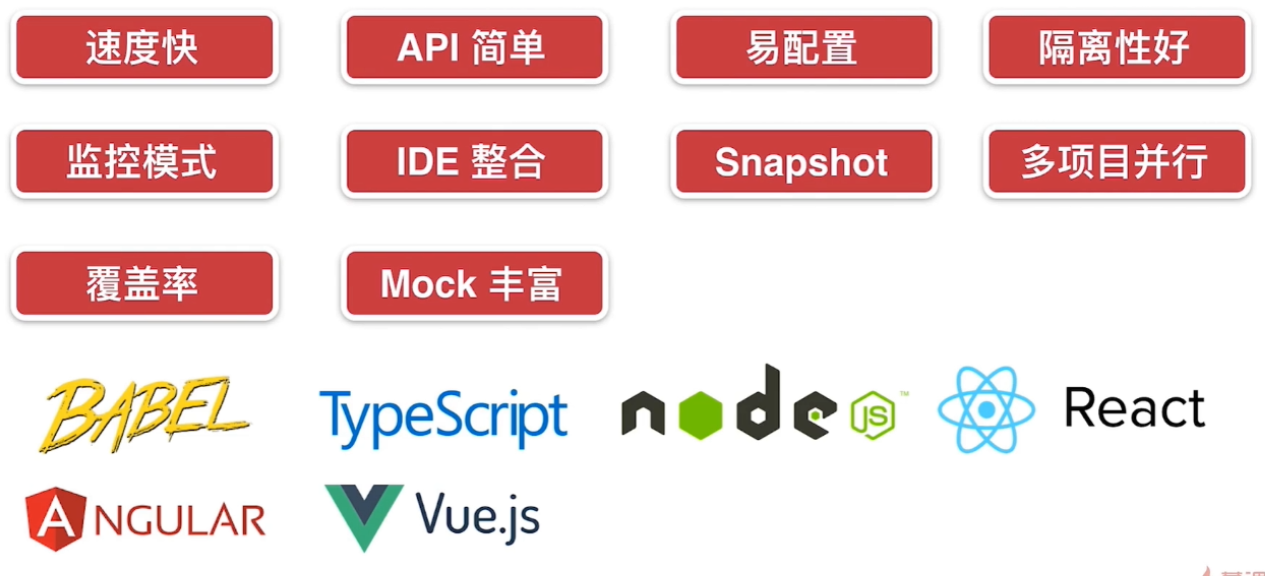 速度快
API 简单
易配置
隔离性好
监控模式
IDE 整合
Snapshot
多项目并行
覆盖率
Mock 丰富
BABEL
TypeScript
node JS™
React
ANGULAR
Vue.js